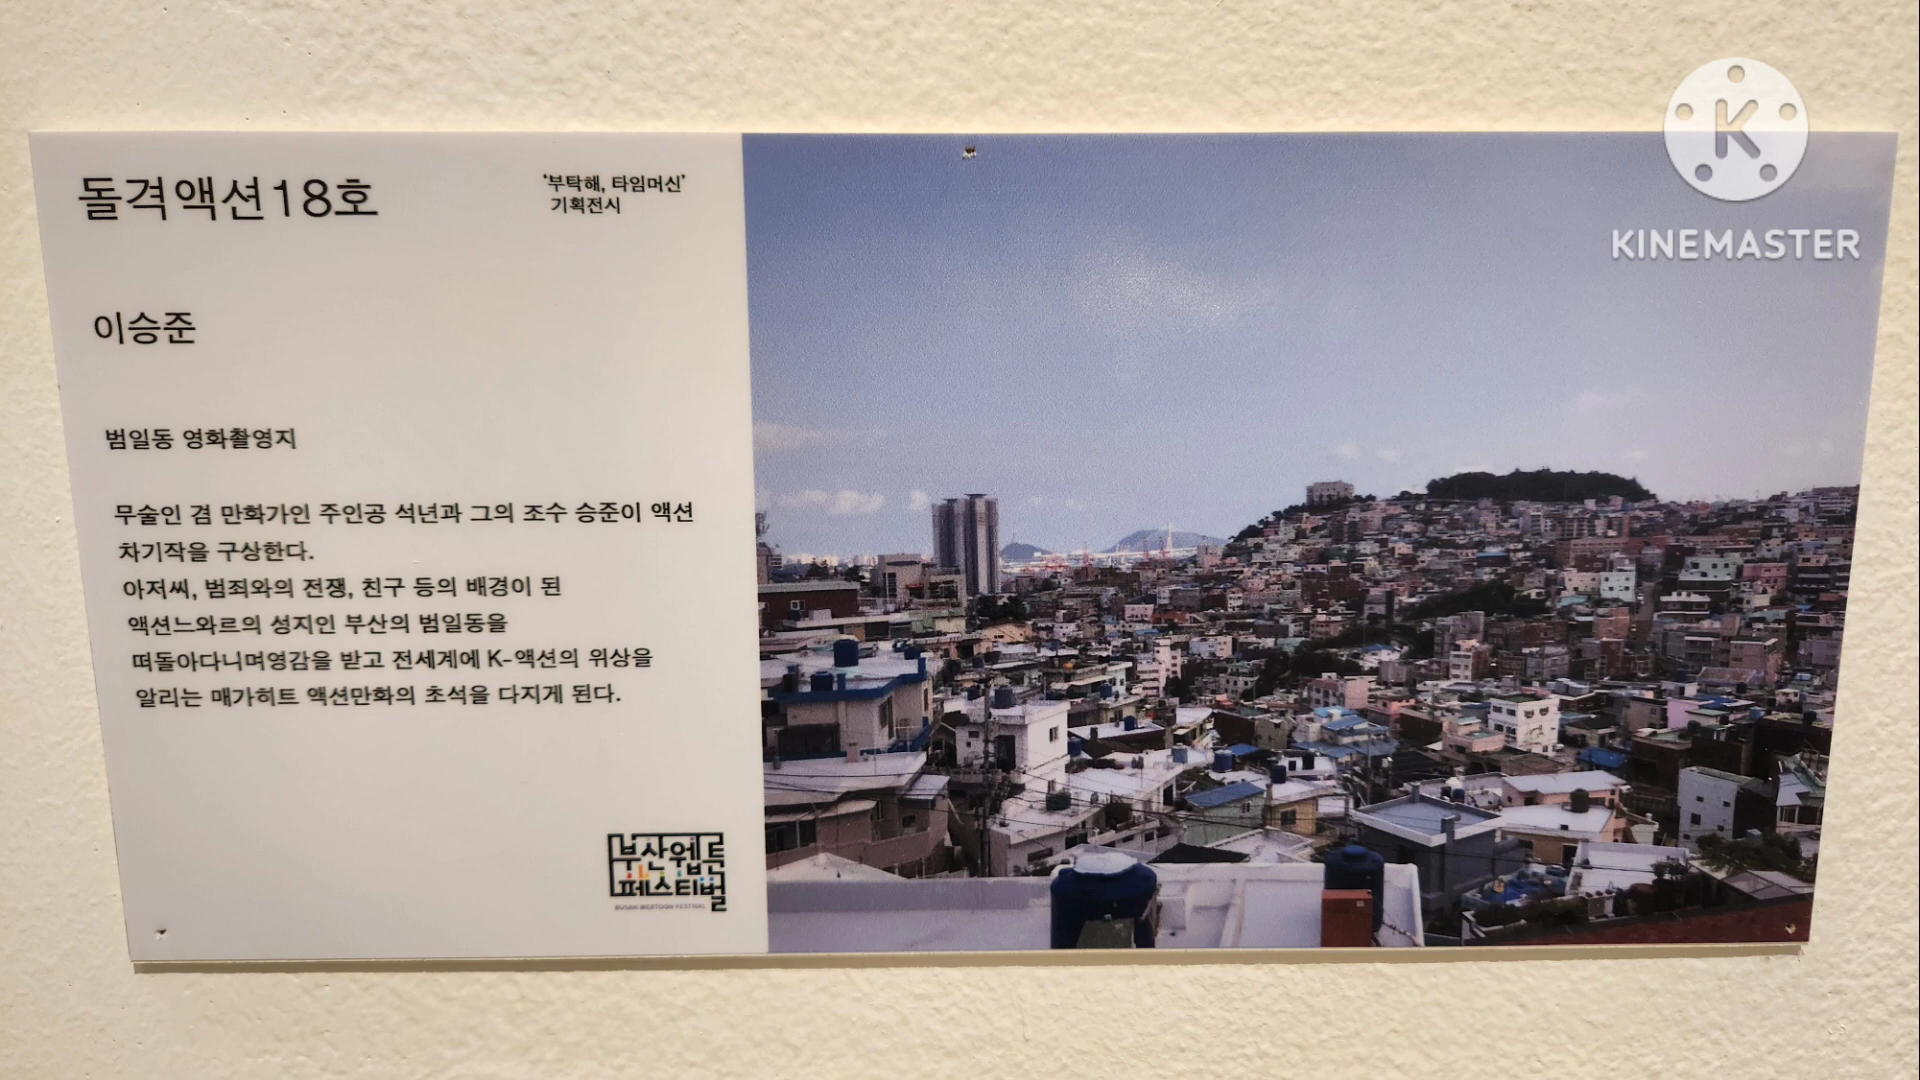 돌격액션18호
'부탁해, 타임머신'
기획전시
이승준
범일동 영화촬영지
무술인 겸 만화가인 주인공 석년과 그의 조수 승준이 액션
차기작을 구상한다.
아저씨, 범죄와의 전쟁, 친구 등의 배경이 된
액션느와르의 성지인 부산의 범일동을
떠돌아다니며영감을 받고 전세계에 K-액션의 위상을
알리는 매가히트 액션만화의 초석을 다지게 된다.
부산웹툰
페스티벌
BUSAN WEBTOON FESTIVAL
K
KINEMASTER